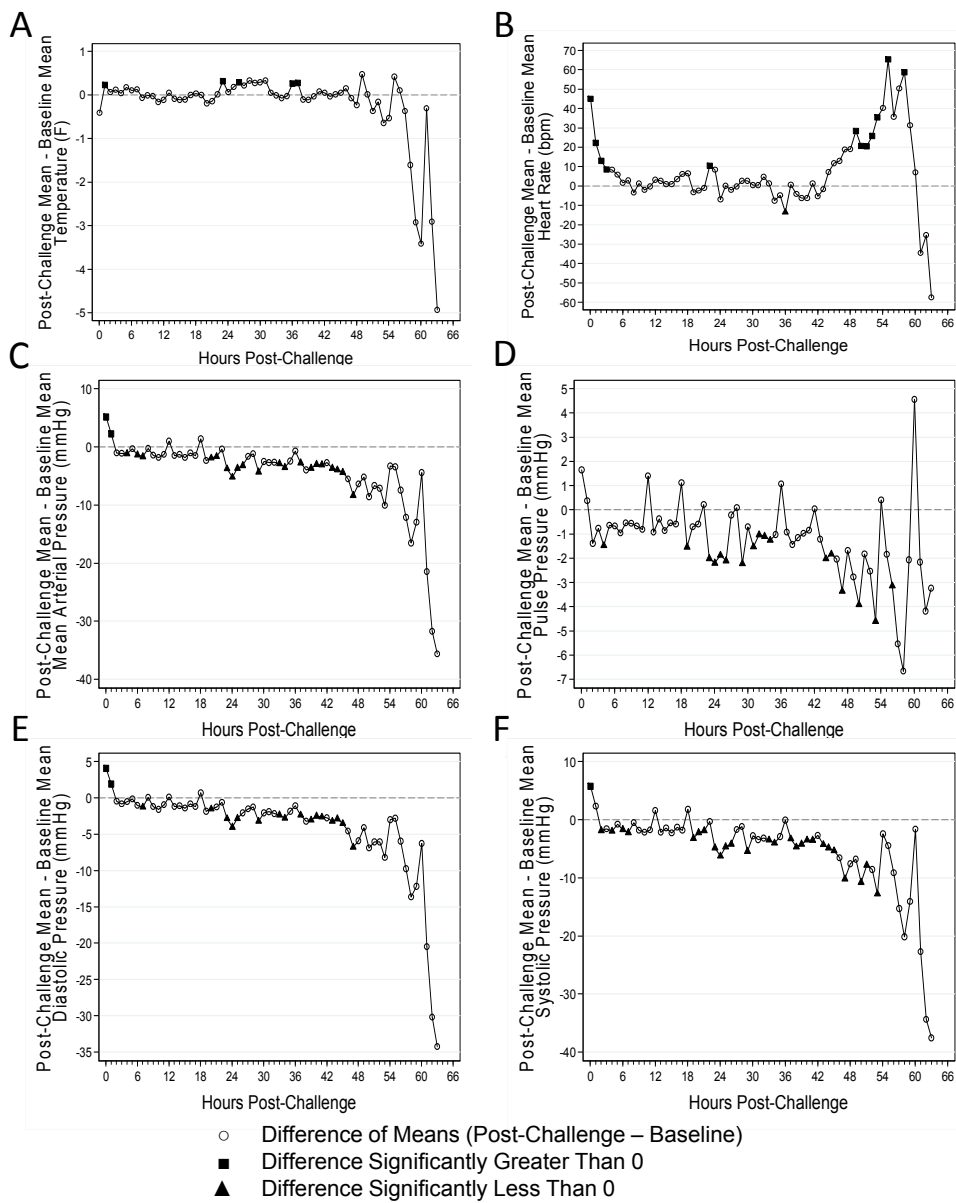 A
Post-Challenge Mean - Baseline Mean
Temperature (F)
1
0
-1
-2
-3
-4
-5
0 6 12 18 24 30 36 42 48 54 60 66
Hours Post-Challenge
B
Post-Challenge Mean - Baseline Mean
Heart Rate (bpm)
70
60
50
40
30
20
10
0
-10
-20
-30
-40
-50
-60
0 6 12 18 24 30 36 42 48 54 60 66
Hours Post-Challenge
C
Post-Challenge Mean - Baseline Mean
Mean Arterial Pressure (mmHg)
10
0
-10
-20
-30
-40
0 6 12 18 24 30 36 42 48 54 60 66
Hours Post-Challenge
D
Post-Challenge Mean - Baseline Mean
Pulse Pressure (mmHg)
5
4
3
2
1
0
-1
-2
-3
-4
-5
-6
-7
0 6 12 18 24 30 36 42 48 54 60 66
Hours Post-Challenge
E
Post-Challenge Mean - Baseline Mean
Diastolic Pressure (mmHg)
5
0
-5
-10
-15
-20
-25
-30
-35
0 6 12 18 24 30 36 42 48 54 60 66
Hours Post-Challenge
F
Post-Challenge Mean - Baseline Mean
Systolic Pressure (mmHg)
10
0
-10
-20
-30
-40
0 6 12 18 24 30 36 42 48 54 60 66
Hours Post-Challenge
Difference of Means (Post-Challenge – Baseline)
Difference Significantly Greater Than 0
Difference Significantly Less Than 0